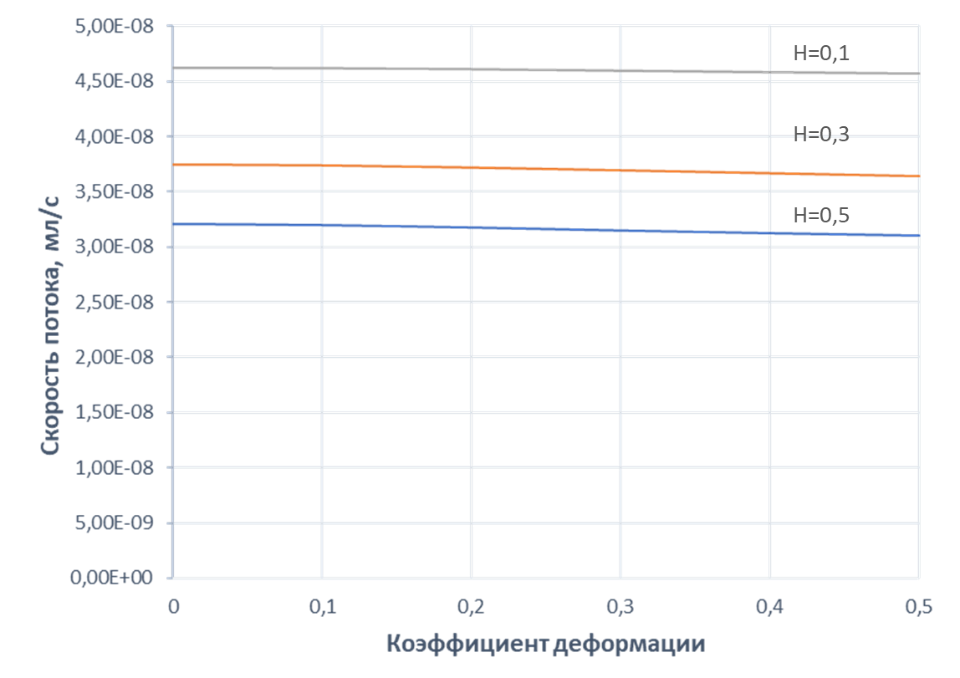 5,00E-08
4,50E-08
4,00E-08
3,50E-08
3,00E-08
2,50E-08
2,00E-08
1,50E-08
1,00E-08
5,00E-09
0,00E+00
Скорость потока, мл/с
H=0,1
H=0,3
H=0,5
0 0,1 0,2 0,3 0,4 0,5
Коэффициент деформации